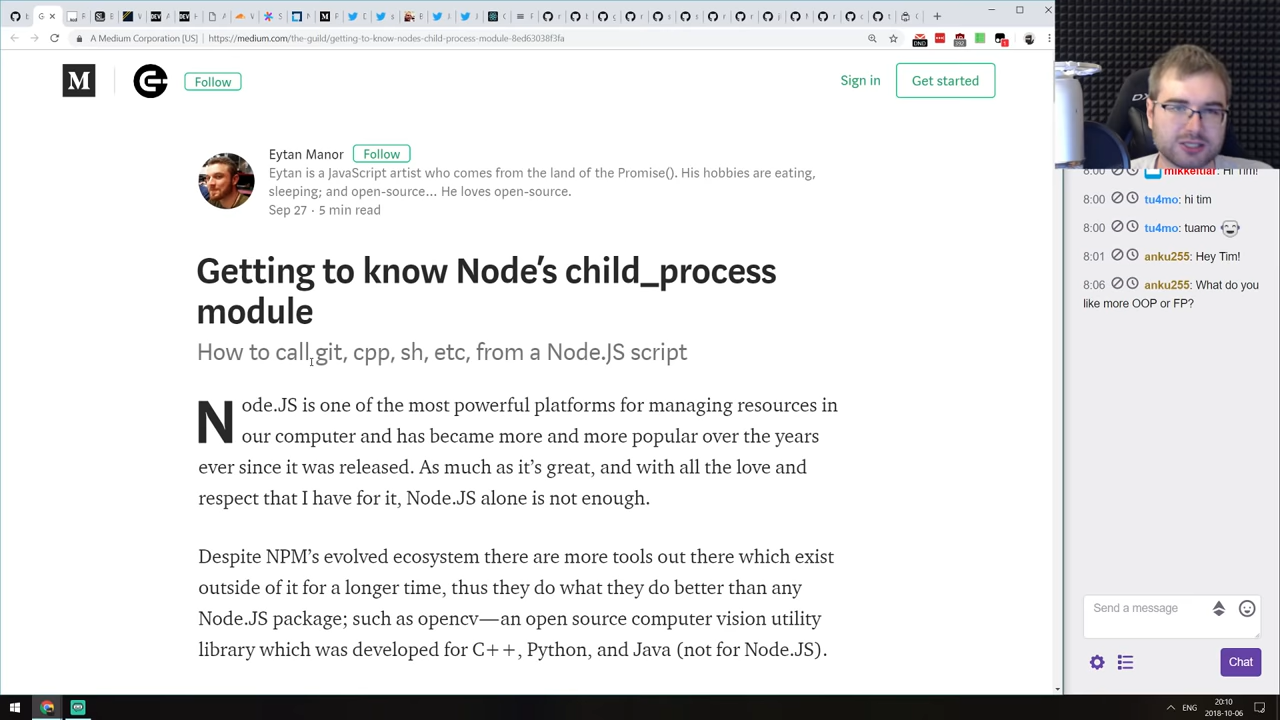 A Medium Corporation [US] | https://medium.com/the-guild/getting-to-know-nodes-child-process-module-8ed63038f3fa
Follow
Sign in
Get started
Eytan Manor
Follow
Eytan is a JavaScript artist who comes from the land of the Promise(). His hobbies are eating,
sleeping; and open-source... He loves open-source.
Sep 27 · 5 min read
Getting to know Node's child_process
module
How to call git, cpp, sh, etc, from a Node.JS script
Node.JS is one of the most powerful platforms for managing resources in
our computer and has became more and more popular over the years
ever since it was released. As much as it's great, and with all the love and
respect that I have for it, Node.JS alone is not enough.
Despite NPM's evolved ecosystem there are more tools out there which exist
outside of it for a longer time, thus they do what they do better than any
Node.JS package; such as opencv—an open source computer vision utility
library which was developed for C++, Python, and Java (not for Node.JS).
8:00 mikkeltiar: Hi Tim!
8:00 tu4mo: hi tim
8:00 tu4mo: tuamo
8:01 anku255: Hey Tim!
8:06 anku255: What do you
like more OOP or FP?
Send a message
Chat
ENG
20:10
2018-10-06